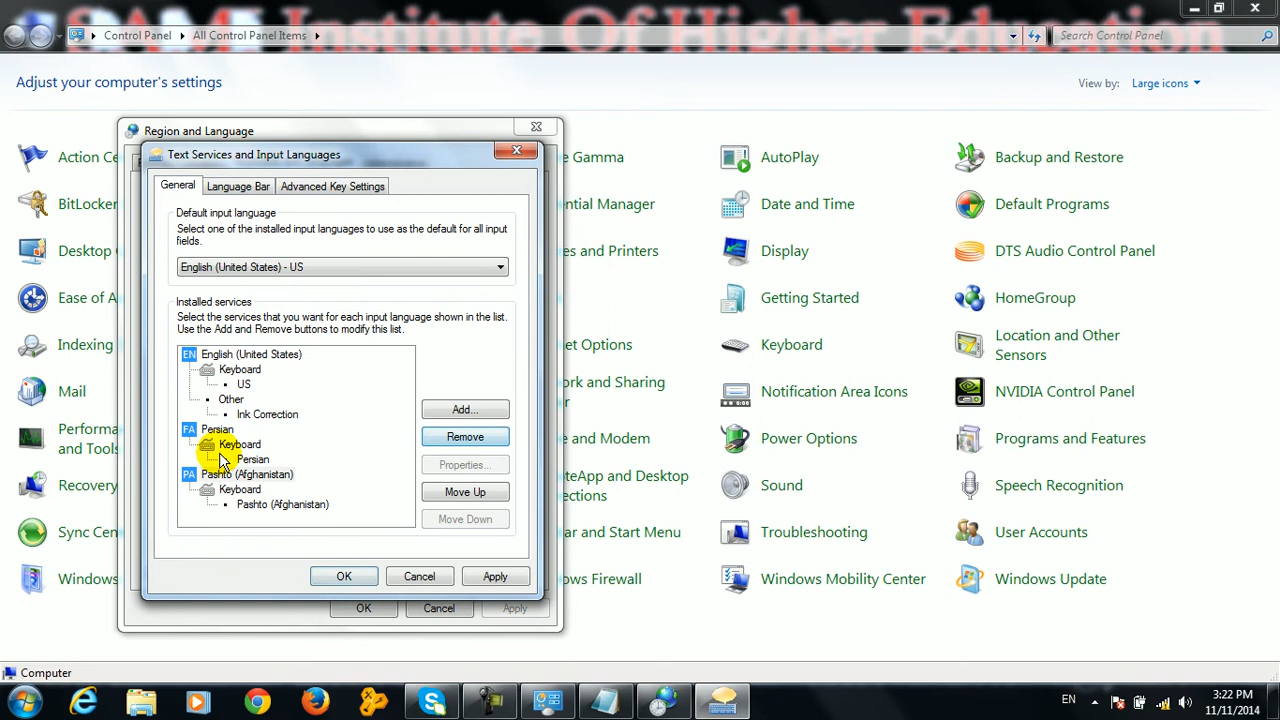 SAMI Institute Of Higher Education
Control Panel
All Control Panel Items
Search Control Panel
Adjust your computer's settings
View by:
Large icons
Region and Language
Text Services and Input Languages
General
Language Bar
Advanced Key Settings
Default input language
Select one of the installed input languages to use as the default for all input
fields.
English (United States) - US
Installed services
Select the services that you want for each input language shown in the list.
Use the Add and Remove buttons to modify this list.
EN English (United States)
Keyboard
US
Other
Ink Correction
FA Persian
Keyboard
Persian
PA Pashto (Afghanistan)
Keyboard
Pashto (Afghanistan)
Add...
Remove
Properties...
Move Up
Move Down
OK
Cancel
Apply
OK
Cancel
Apply
Action Ce
BitLocker
Desktop
Ease of A
Indexing
Mail
Performa
and Tools
Recovery
Sync Cen
Windows
e Gamma
ential Manager
es and Printers
et Options
ork and Sharing
er
e and Modem
oteApp and Desktop
ections
ar and Start Menu
ows Firewall
AutoPlay
Date and Time
Display
Getting Started
Keyboard
Notification Area Icons
Power Options
Sound
Troubleshooting
Windows Mobility Center
Backup and Restore
Default Programs
DTS Audio Control Panel
HomeGroup
Location and Other
Sensors
NVIDIA Control Panel
Programs and Features
Speech Recognition
User Accounts
Windows Update
Computer
EN
3:22 PM
11/11/2014